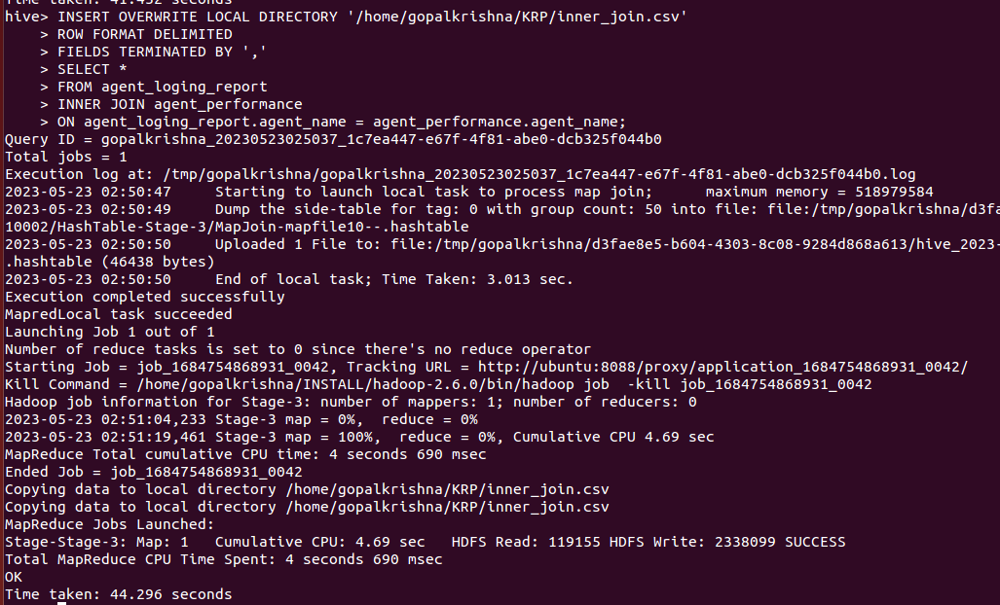 Time taken: 41.432 seconds
hive> INSERT OVERWRITE LOCAL DIRECTORY '/home/gopalkrishna/KRP/inner_join.csv'
    > ROW FORMAT DELIMITED
    > FIELDS TERMINATED BY ','
    > SELECT *
    > FROM agent_loging_report
    > INNER JOIN agent_performance
    > ON agent_loging_report.agent_name = agent_performance.agent_name;
Query ID = gopalkrishna_20230523025037_1c7ea447-e67f-4f81-abe0-dcb325f044b0
Total jobs = 1
Execution log at: /tmp/gopalkrishna/gopalkrishna_20230523025037_1c7ea447-e67f-4f81-abe0-dcb325f044b0.log
2023-05-23 02:50:47     Starting to launch local task to process map join;      maximum memory = 518979584
2023-05-23 02:50:49     Dump the side-table for tag: 0 with group count: 50 into file: file:/tmp/gopalkrishna/d3fa
10002/HashTable-Stage-3/MapJoin-mapfile10--.hashtable
2023-05-23 02:50:50     Uploaded 1 File to: file:/tmp/gopalkrishna/d3fae8e5-b604-4303-8c08-9284d868a613/hive_2023-
.hashtable (46438 bytes)
2023-05-23 02:50:50     End of local task; Time Taken: 3.013 sec.
Execution completed successfully
MapredLocal task succeeded
Launching Job 1 out of 1
Number of reduce tasks is set to 0 since there's no reduce operator
Starting Job = job_1684754868931_0042, Tracking URL = http://ubuntu:8088/proxy/application_1684754868931_0042/
Kill Command = /home/gopalkrishna/INSTALL/hadoop-2.6.0/bin/hadoop job  -kill job_1684754868931_0042
Hadoop job information for Stage-3: number of mappers: 1; number of reducers: 0
2023-05-23 02:51:04,233 Stage-3 map = 0%,  reduce = 0%
2023-05-23 02:51:19,461 Stage-3 map = 100%,  reduce = 0%, Cumulative CPU 4.69 sec
MapReduce Total cumulative CPU time: 4 seconds 690 msec
Ended Job = job_1684754868931_0042
Copying data to local directory /home/gopalkrishna/KRP/inner_join.csv
Copying data to local directory /home/gopalkrishna/KRP/inner_join.csv
MapReduce Jobs Launched:
Stage-Stage-3: Map: 1   Cumulative CPU: 4.69 sec   HDFS Read: 119155 HDFS Write: 2338099 SUCCESS
Total MapReduce CPU Time Spent: 4 seconds 690 msec
OK
Time taken: 44.296 seconds